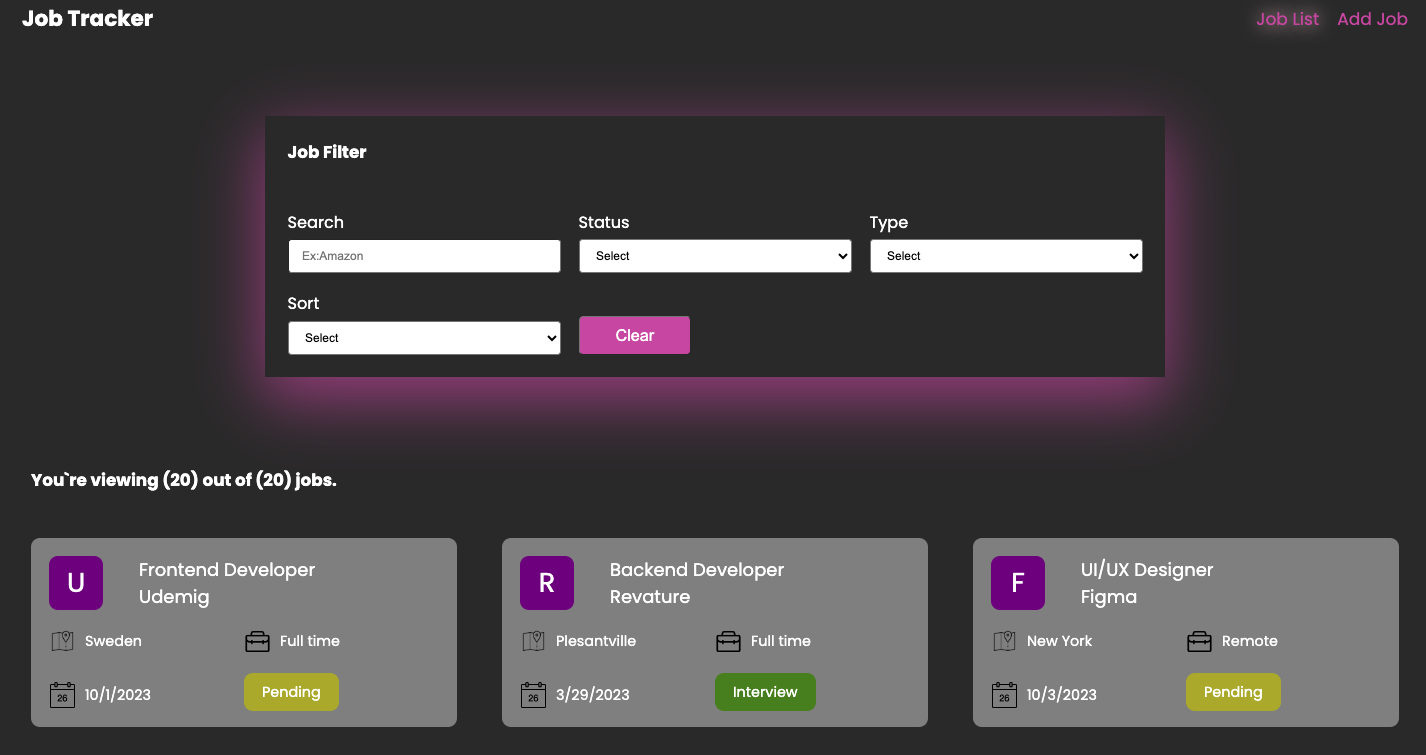 Job Tracker
Job List Add Job
Job Filter
Search Status Type
Ex:Amazon Select Select
Sort
Select Clear
You`re viewing (20) out of (20) jobs.
U Frontend Developer
Udemig
Sweden Full time
26 10/1/2023 Pending
R Backend Developer
Revature
Plesantville Full time
26 3/29/2023 Interview
F UI/UX Designer
Figma
New York Remote
26 10/3/2023 Pending